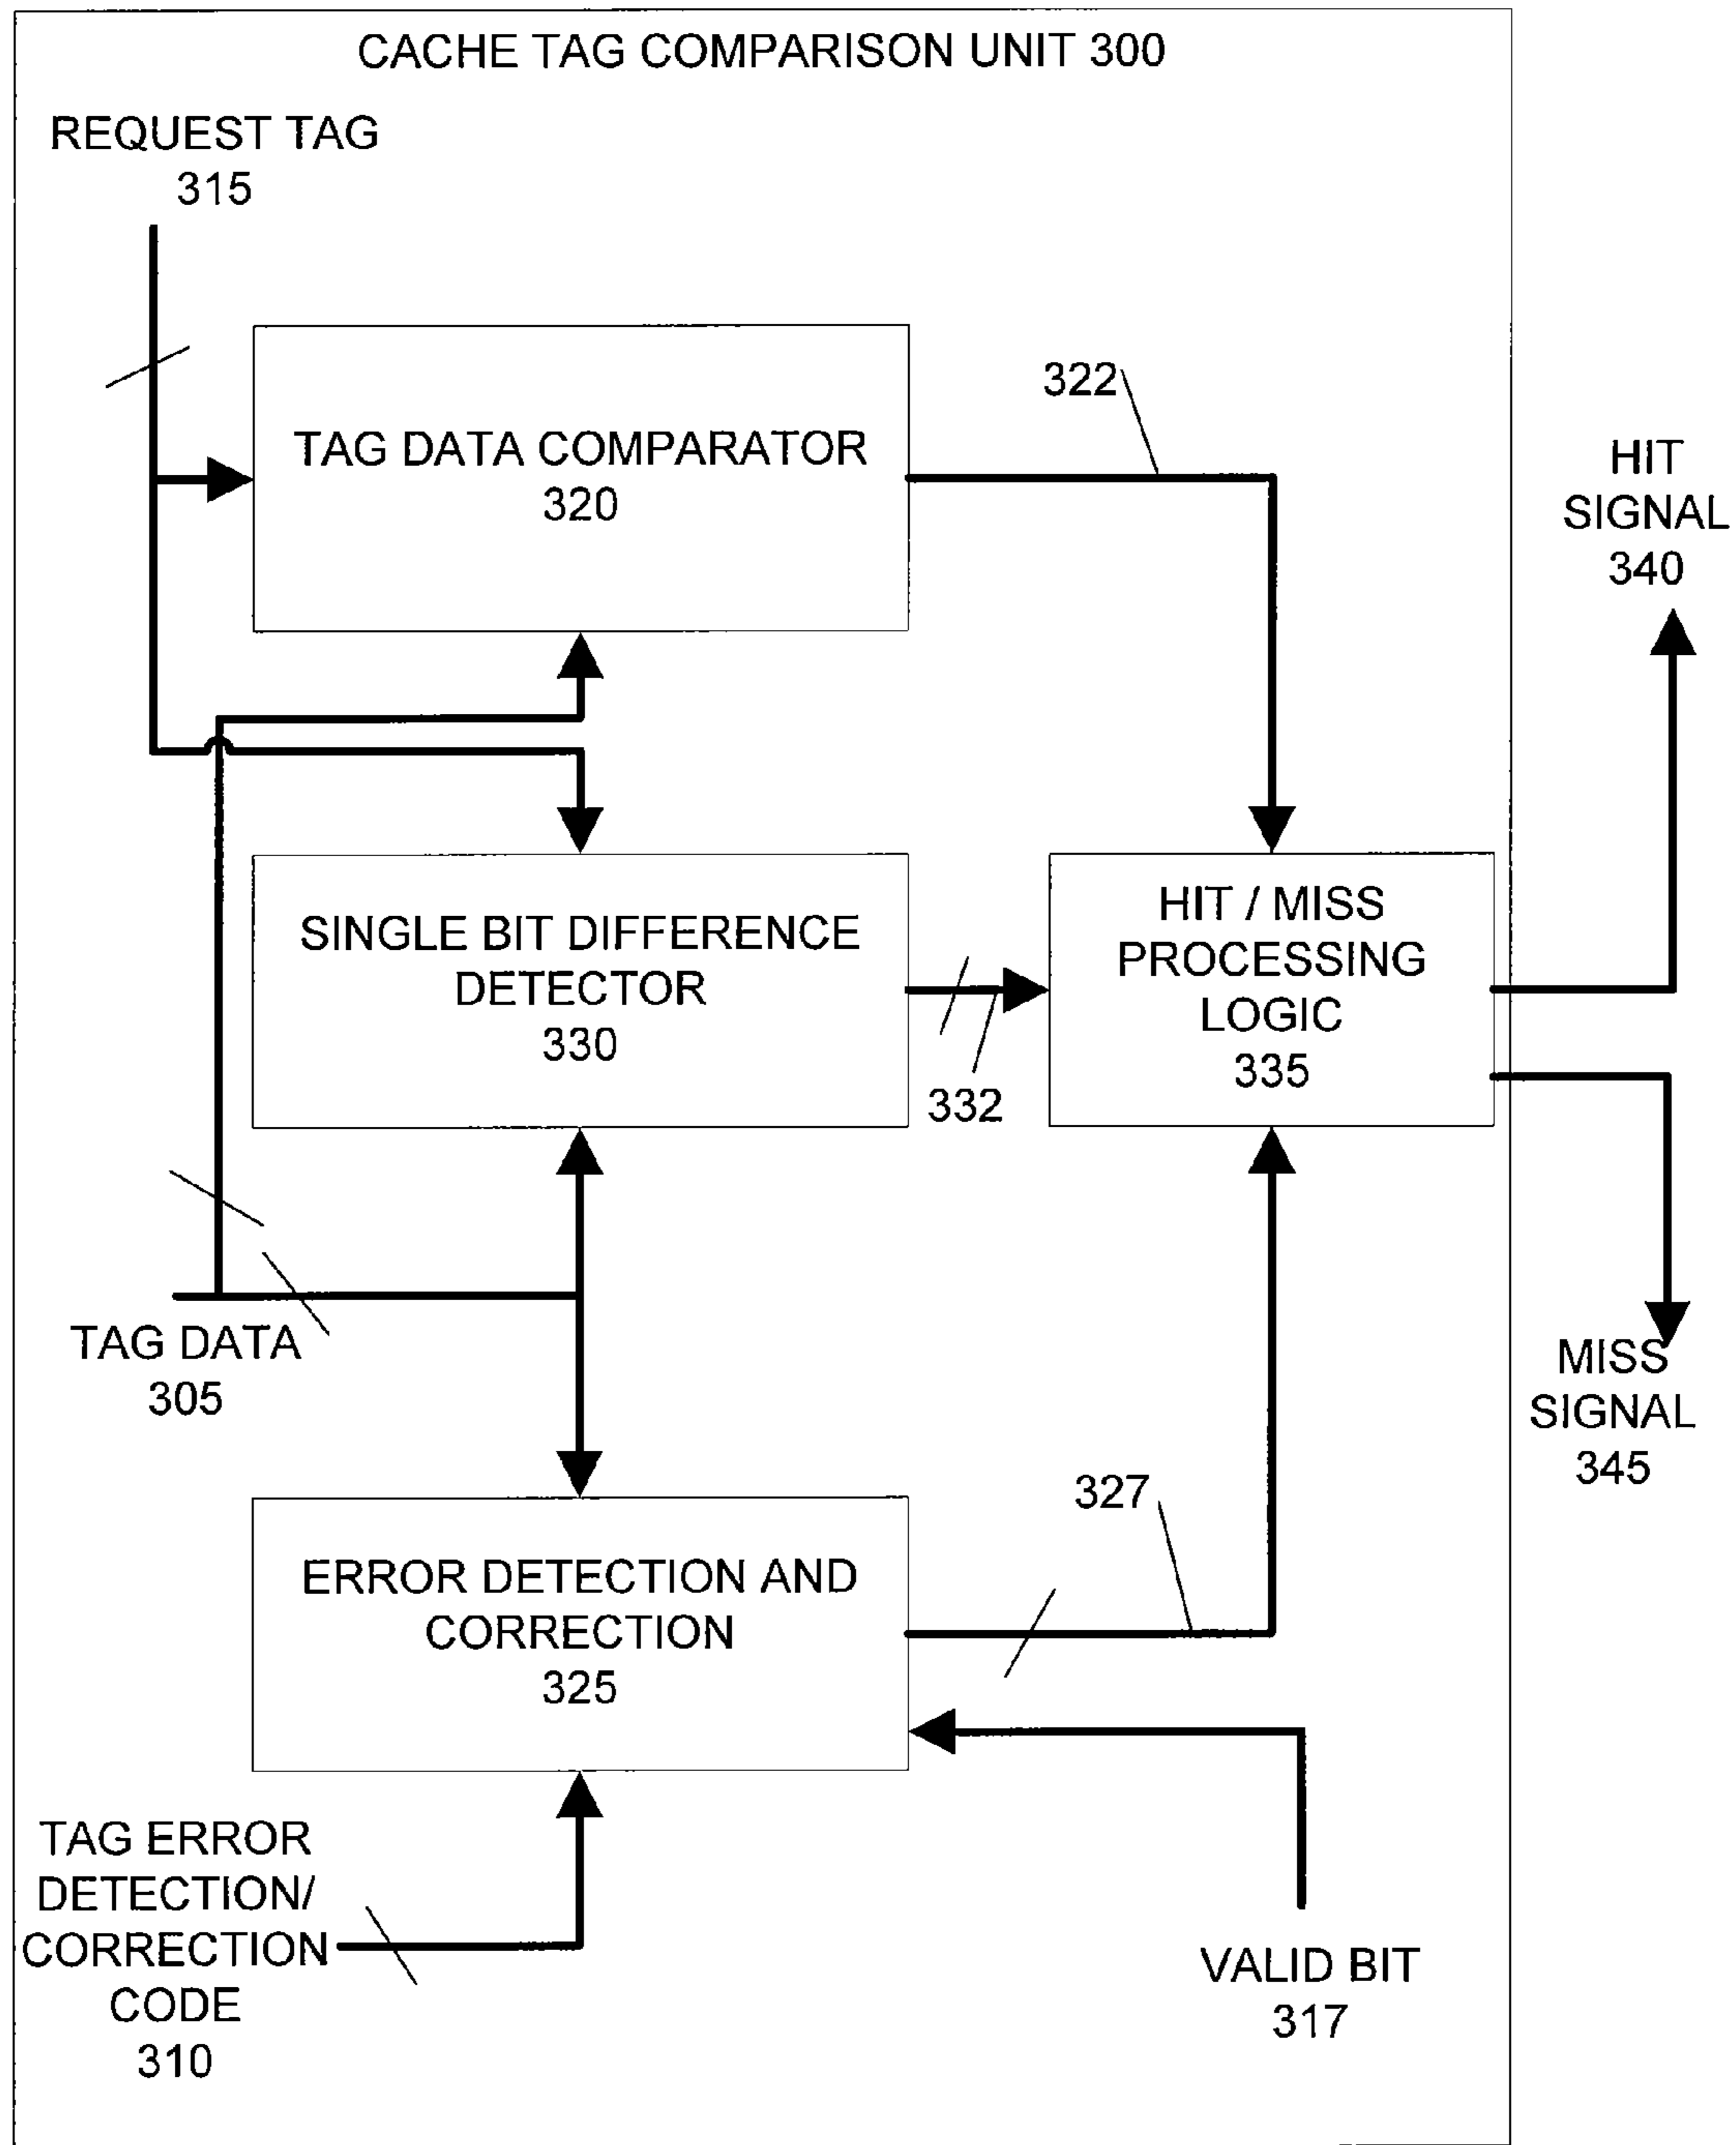 CACHE TAG COMPARISON UNIT 300
REQUEST TAG
315
TAG DATA COMPARATOR
320
322
HIT
SIGNAL
340
SINGLE BIT DIFFERENCE
DETECTOR
330
332
HIT / MISS
PROCESSING
LOGIC
335
TAG DATA
305
MISS
SIGNAL
345
ERROR DETECTION AND
CORRECTION
325
327
TAG ERROR
DETECTION/
CORRECTION
CODE
310
VALID BIT
317